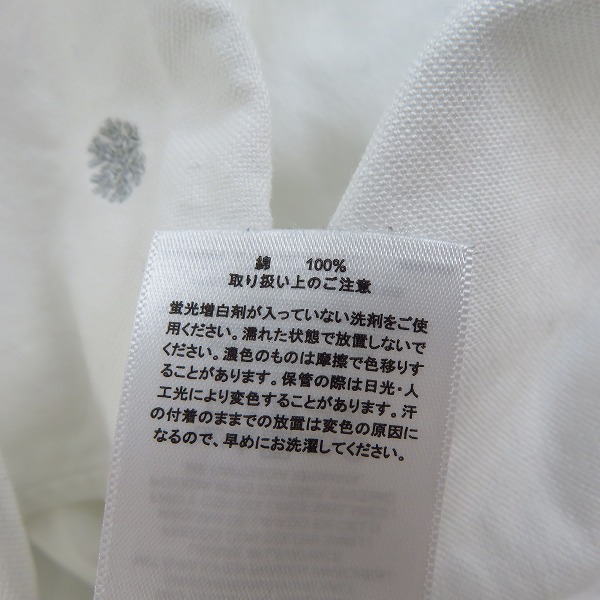 綿 100%
取り扱い上のご注意
蛍光増白剤が入っていない洗剤をご使
用ください。濡れた状態で放置しないで
ください。濃色のものは摩擦で色移りす
ることがあります。保管の際は日光・人
工光により変色することがあります。汗
の付着のままでの放置は変色の原因に
なるので、早めにお洗濯してください。